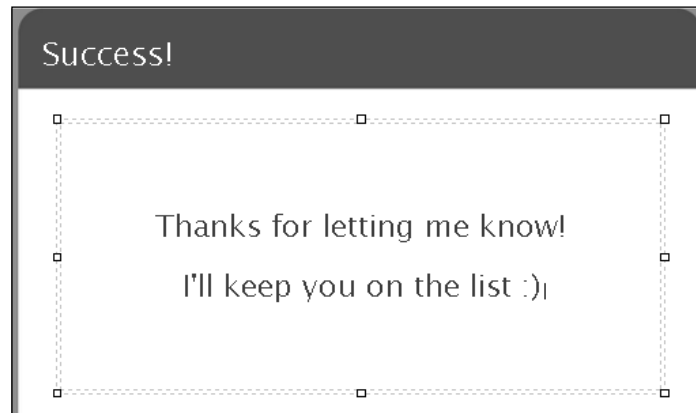 Success!
Thanks for letting me know!
I'll keep you on the list :)